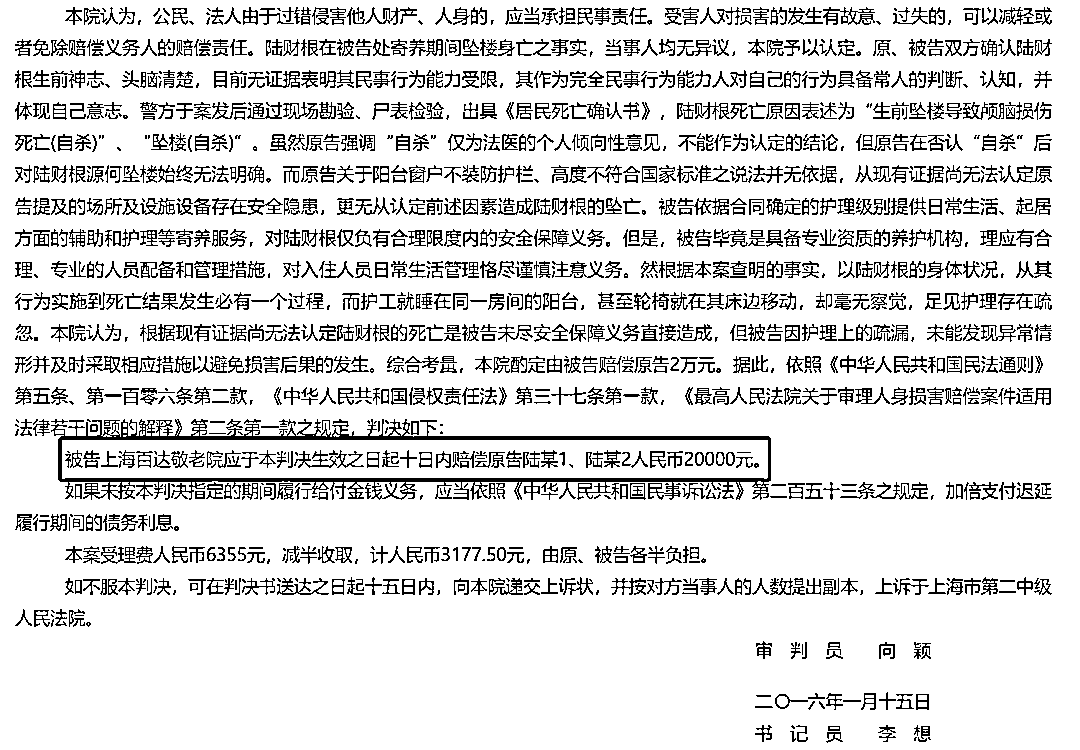 本院认为，公民、法人由于过错侵害他人财产、人身的，应当承担民事责任。受害人对损害的发生有故意、过失的，可以减轻或
者免除赔偿义务人的赔偿责任。陆财根在被告处寄养期间坠楼身亡之事实，当事人均无异议，本院予以认定。原、被告双方确认陆财
根生前神志、头脑清楚，目前无证据表明其民事行为能力受限，其作为完全民事行为能力人对自己的行为具备常人的判断、认知，并
体现自己意志。警方于案发后通过现场勘验、尸表检验，出具《居民死亡确认书》，陆财根死亡原因表述为“生前坠楼导致颅脑损伤
死亡(自杀)”、“坠楼(自杀)“。虽然原告强调“自杀”仅为法医的个人倾向性意见，不能作为认定的结论，但原告在否认“自杀“后
对陆财根源何坠楼始终无法明确。而原告关于阳台窗户不装防护栏、高度不符合国家标准之说法并无依据，从现有证据尚无法认定原
告提及的场所及设施设备存在安全隐患，更无从认定前述因素造成陆财根的坠亡。被告依据合同确定的护理级别提供日常生活、起居
方面的辅助和护理等寄养服务，对陆财根仅负有合理限度内的安全保障义务。但是，被告毕竟是具备专业资质的养护机构，理应有合
理、专业的人员配备和管理措施，对入住人员日常生活管理恪尽谨慎注意义务。然根据本案查明的事实，以陆财根的身体状况，从其
行为实施到死亡结果发生必有一个过程，而护工就睡在同一房间的阳台，甚至轮椅就在其床边移动，却毫无察觉，足见护理存在疏
忽。本院认为，根据现有证据尚无法认定陆财根的死亡是被告未尽安全保障义务直接造成，但被告因护理上的疏漏，未能发现异常情
形并及时采取相应措施以避免损害后果的发生。综合考量，本院酌定由被告赔偿原告2万元。据此，依照《中华人民共和国民法通则》
第五条、第一百零六条第二款，《中华人民共和国侵权责任法》第三十七条第一款，《最高人民法院关于审理人身损害赔偿案件适用
法律若干问题的解释》第二条第一款之规定，判决如下：
被告上海百达敬老院应于本判决生效之日起十日内赔偿原告陆某1、陆某2人民币20000元。
如果未按本判决指定的期间履行给付金钱义务，应当依照《中华人民共和国民事诉讼法》第二百五十三条之规定，加倍支付迟延
履行期间的债务利息。
本案受理费人民币6355元，减半收取，计人民币3177.50元，由原、被告各半负担。
如不服本判决，可在判决书送达之日起十五日内，向本院递交上诉状，并按对方当事人的人数提出副本，上诉于上海市第二中级
人民法院。
审 判 员 向 颖
二〇一六年一月十五日
书 记 员 李 想